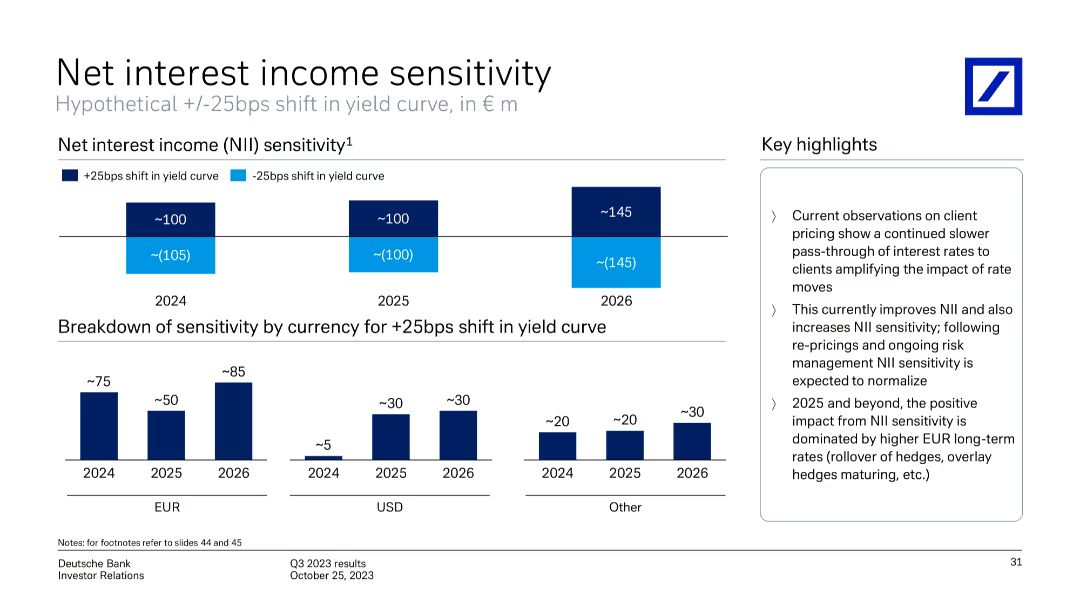 Net interest income sensitivity
Hypothetical +/-25bps shift in yield curve, in € m
Net interest income (NII) sensitivity¹
+25bps shift in yield curve
-25bps shift in yield curve
~100
~100
~145
~(105)
~(100)
~(145)
2024
2025
2026
Breakdown of sensitivity by currency for +25bps shift in yield curve
~75
~50
~85
~5
~30
~30
~20
~20
~30
2024 2025 2026
2024 2025 2026
2024 2025 2026
EUR
USD
Other
Key highlights
〉 Current observations on client
pricing show a continued slower
pass-through of interest rates to
clients amplifying the impact of rate
moves
〉 This currently improves NII and also
increases NII sensitivity; following
re-pricings and ongoing risk
management NII sensitivity is
expected to normalize
〉 2025 and beyond, the positive
impact from NII sensitivity is
dominated by higher EUR long-term
rates (rollover of hedges, overlay
hedges maturing, etc.)
Notes: for footnotes refer to slides 44 and 45
Deutsche Bank
Investor Relations
Q3 2023 results
October 25, 2023
31